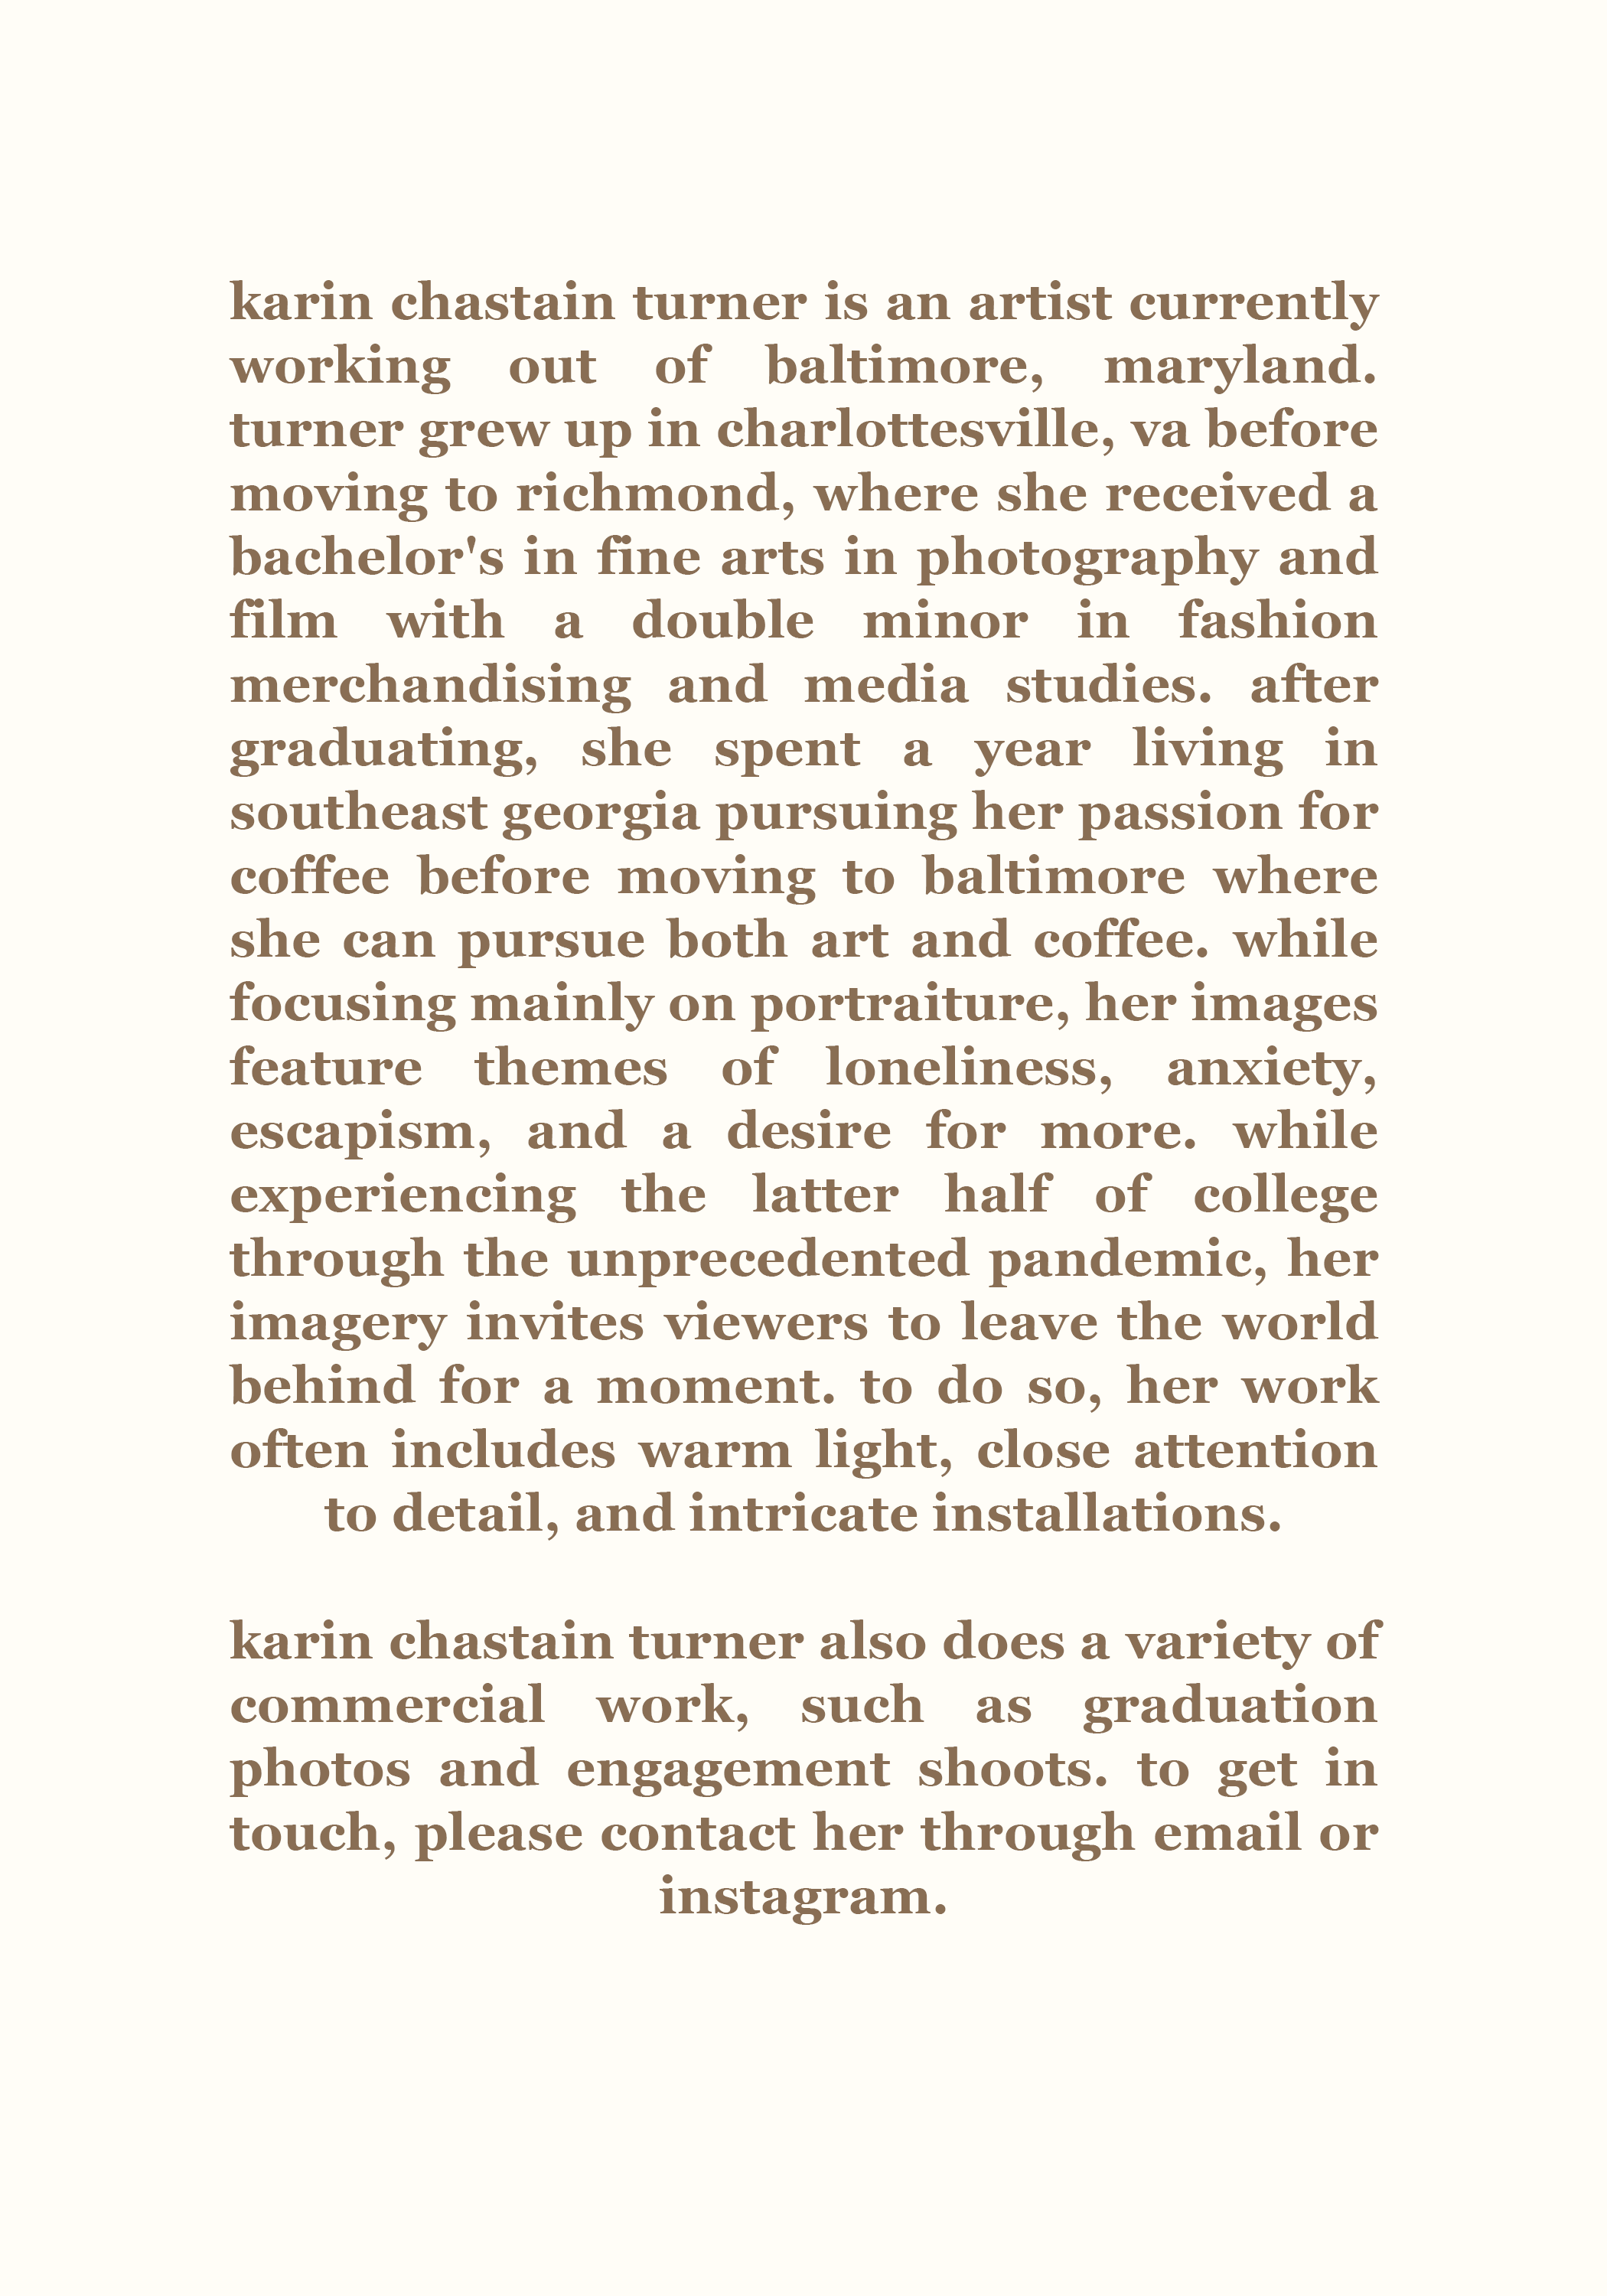 karin chastain turner is an artist currently
working out of baltimore, maryland.
turner grew up in charlottesville, va before
moving to richmond, where she received a
bachelor's in fine arts in photography and
film with a double minor in fashion
merchandising and media studies. after
graduating, she spent a year living in
southeast georgia pursuing her passion for
coffee before moving to baltimore where
she can pursue both art and coffee. while
focusing mainly on portraiture, her images
feature themes of loneliness, anxiety,
escapism, and a desire for more. while
experiencing the latter half of college
through the unprecedented pandemic, her
imagery invites viewers to leave the world
behind for a moment. to do so, her work
often includes warm light, close attention
to detail, and intricate installations.
karin chastain turner also does a variety of
commercial work, such as graduation
photos and engagement shoots. to get in
touch, please contact her through email or
instagram.